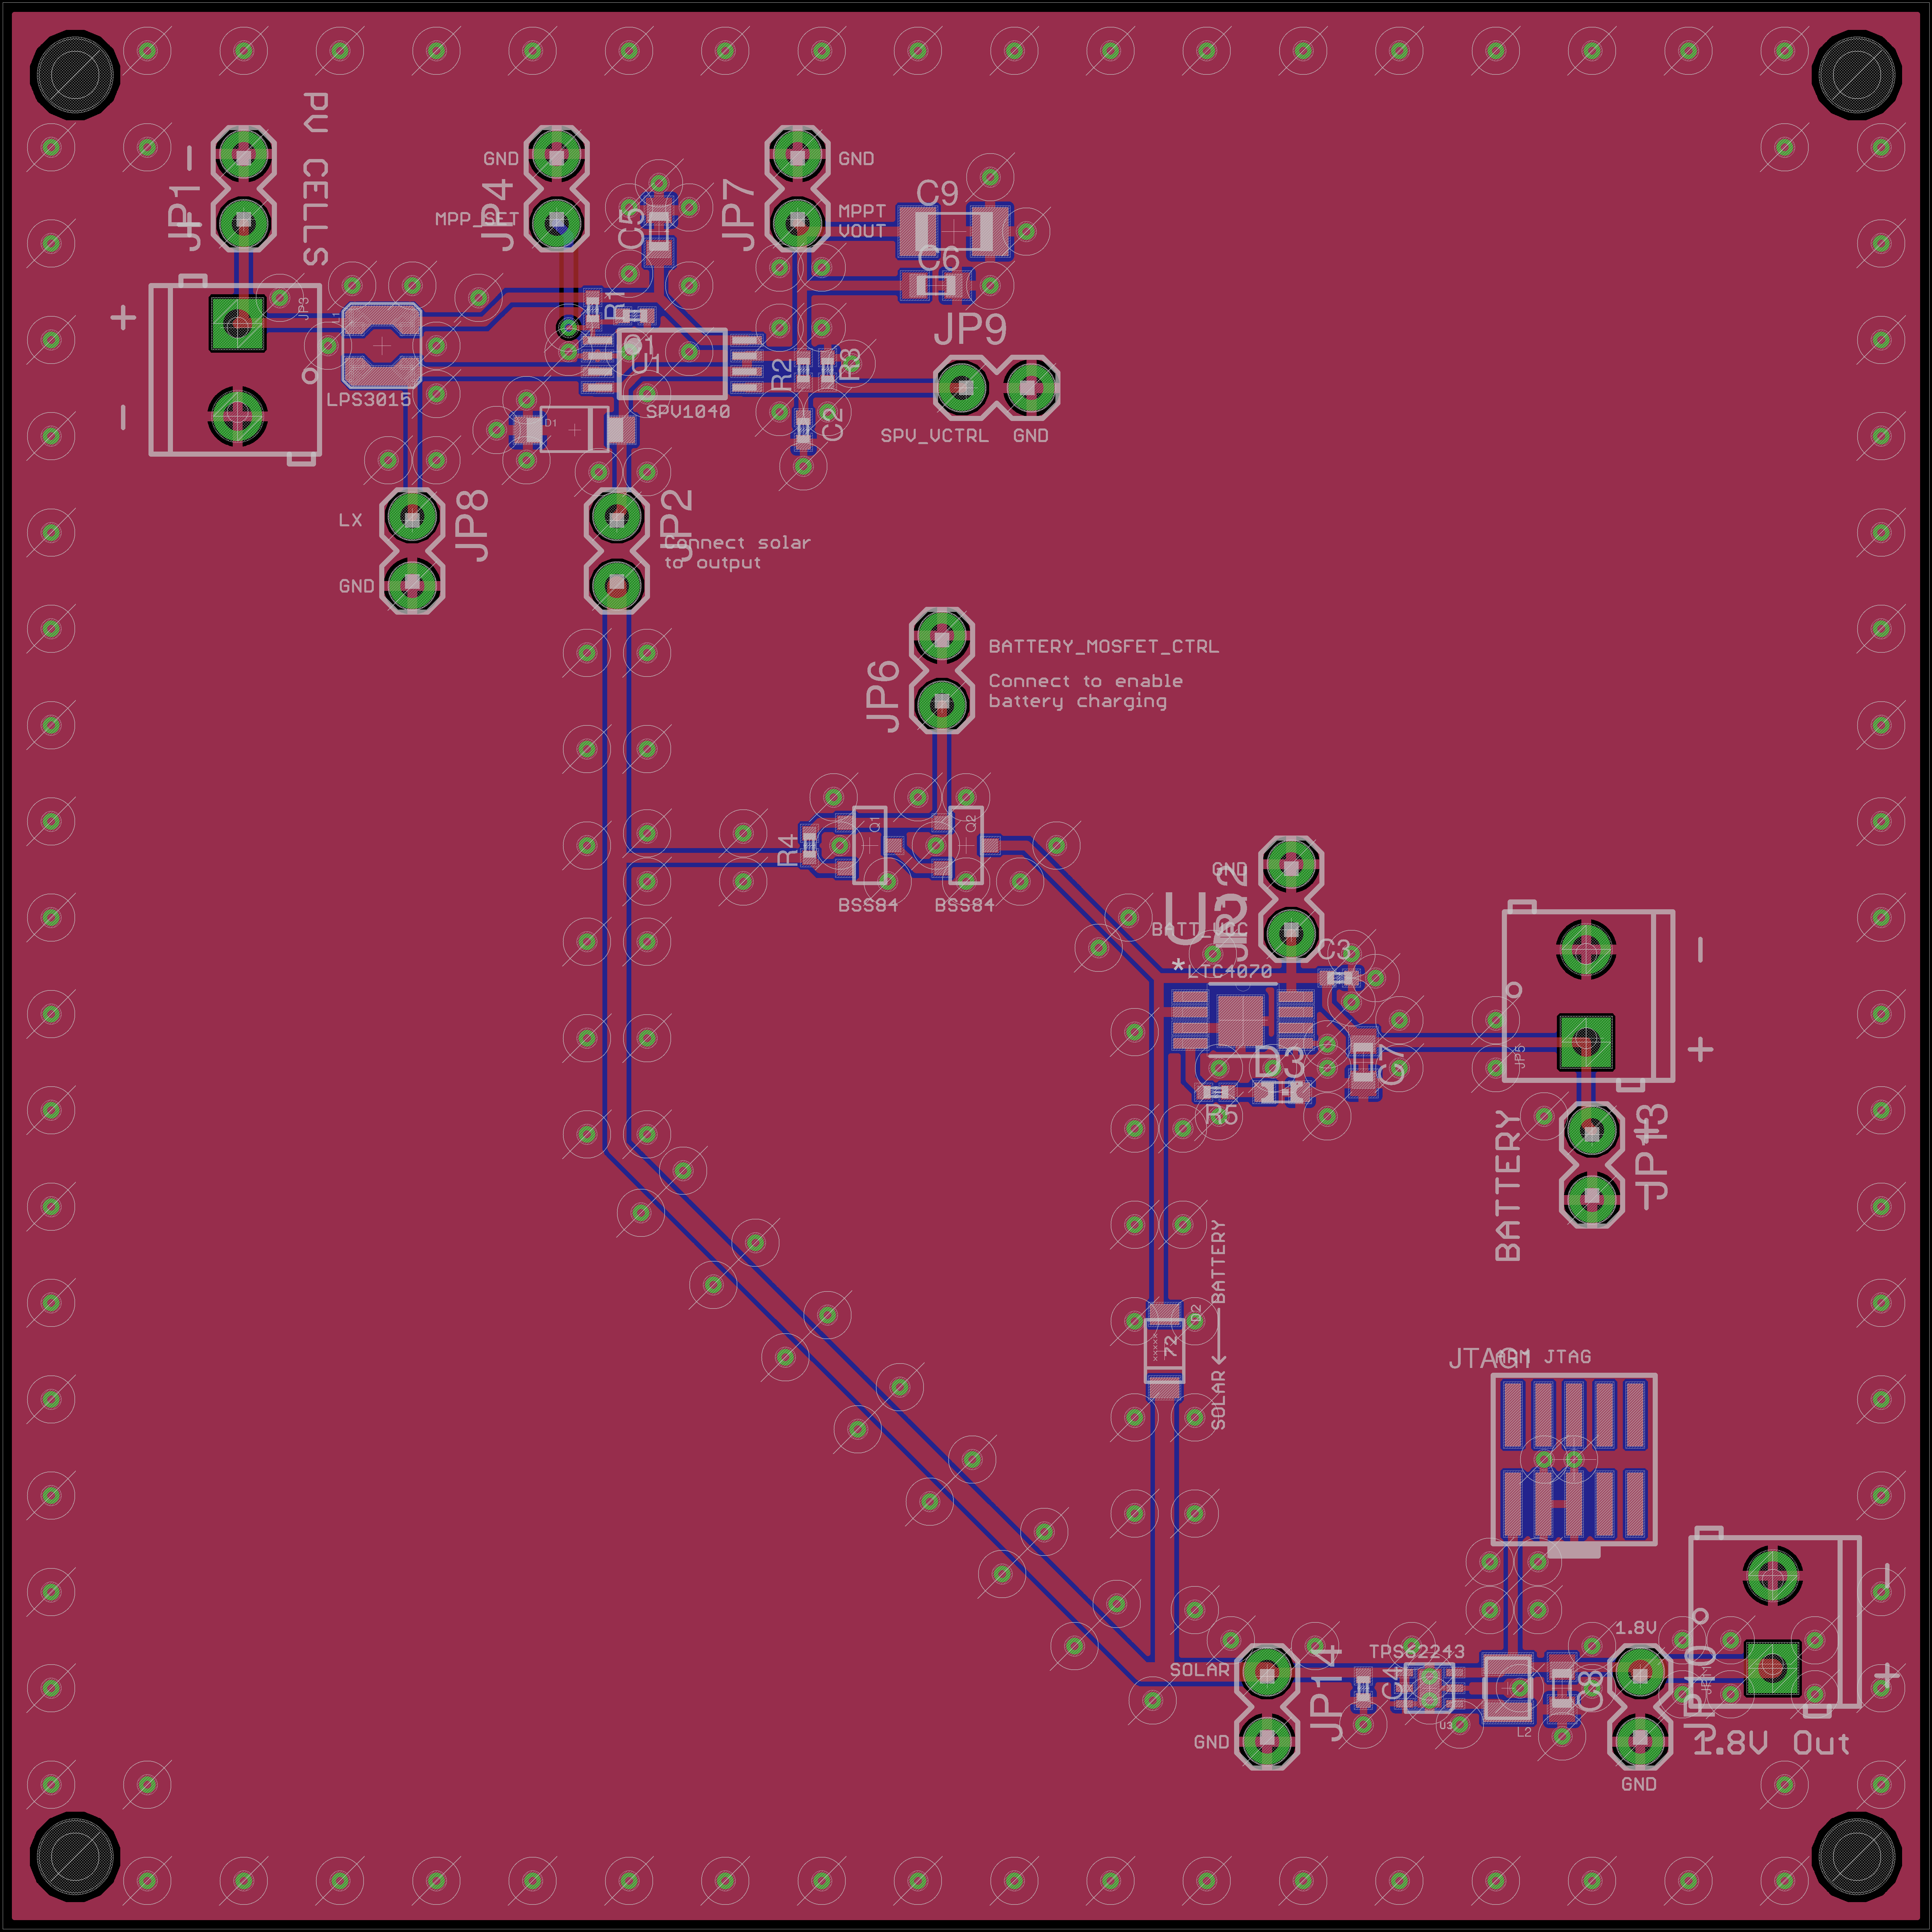 PV CELLS
JP1
-
+
JP3
+
-
LPS3015
GND
MPP_SET
JP4
C5
JP7
GND
MPPT
VOUT
C9
C6
JP9
R1
U1
SPV1040
R2
R3
C2
SPV_VCTRL
GND
D1
LX
GND
JP8
JP2
Connect solar
to output
JP6
BATTERY_MOSFET_CTRL
Connect to enable
battery charging
R4
Q1
Q2
BSS84
BSS84
GND
U2
*
LTC4070
C3
D3
C7
R5
JP5
-
+
BATTERY
JP13
D2
72
SOLAR
BATTERY
JTAG1
ARM JTAG
SOLAR
GND
JP14
TPS62243
C4
U3
L2
C8
1.8V
GND
JP10
-
+
1.8V Out